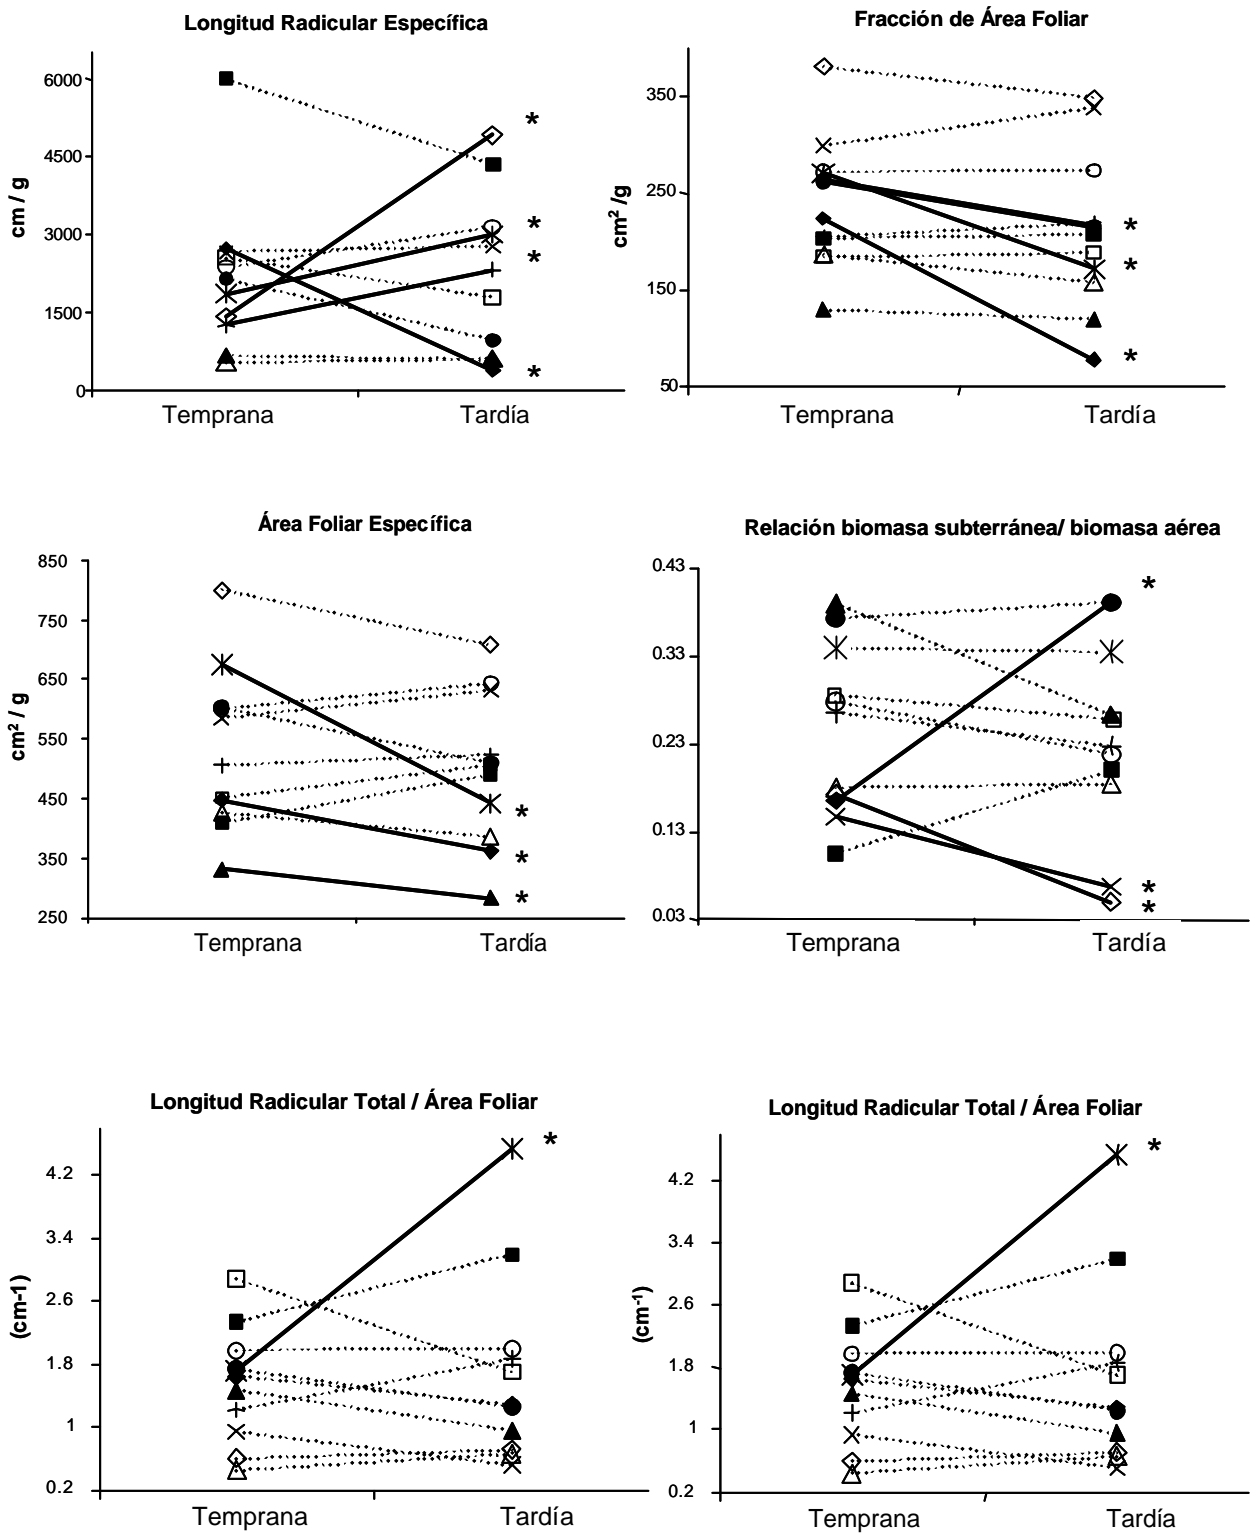 Longitud Radicular Específica
6000
4500
3000
1500
0
cm / g
*
*
*
*
Temprana
Tardía
Fracción de Área Foliar
350
250
150
50
cm² /g
*
*
*
Temprana
Tardía
Área Foliar Específica
850
750
650
550
450
350
250
cm² / g
*
*
*
Temprana
Tardía
Relación biomasa subterránea/ biomasa aérea
0.43
0.33
0.23
0.13
0.03
*
*
*
Temprana
Tardía
Longitud Radicular Total / Área Foliar
4.2
3.4
2.6
1.8
1
0.2
(cm-1)
*
Temprana
Tardía
Longitud Radicular Total / Área Foliar
4.2
3.4
2.6
1.8
1
0.2
(cm⁻¹)
*
Temprana
Tardía